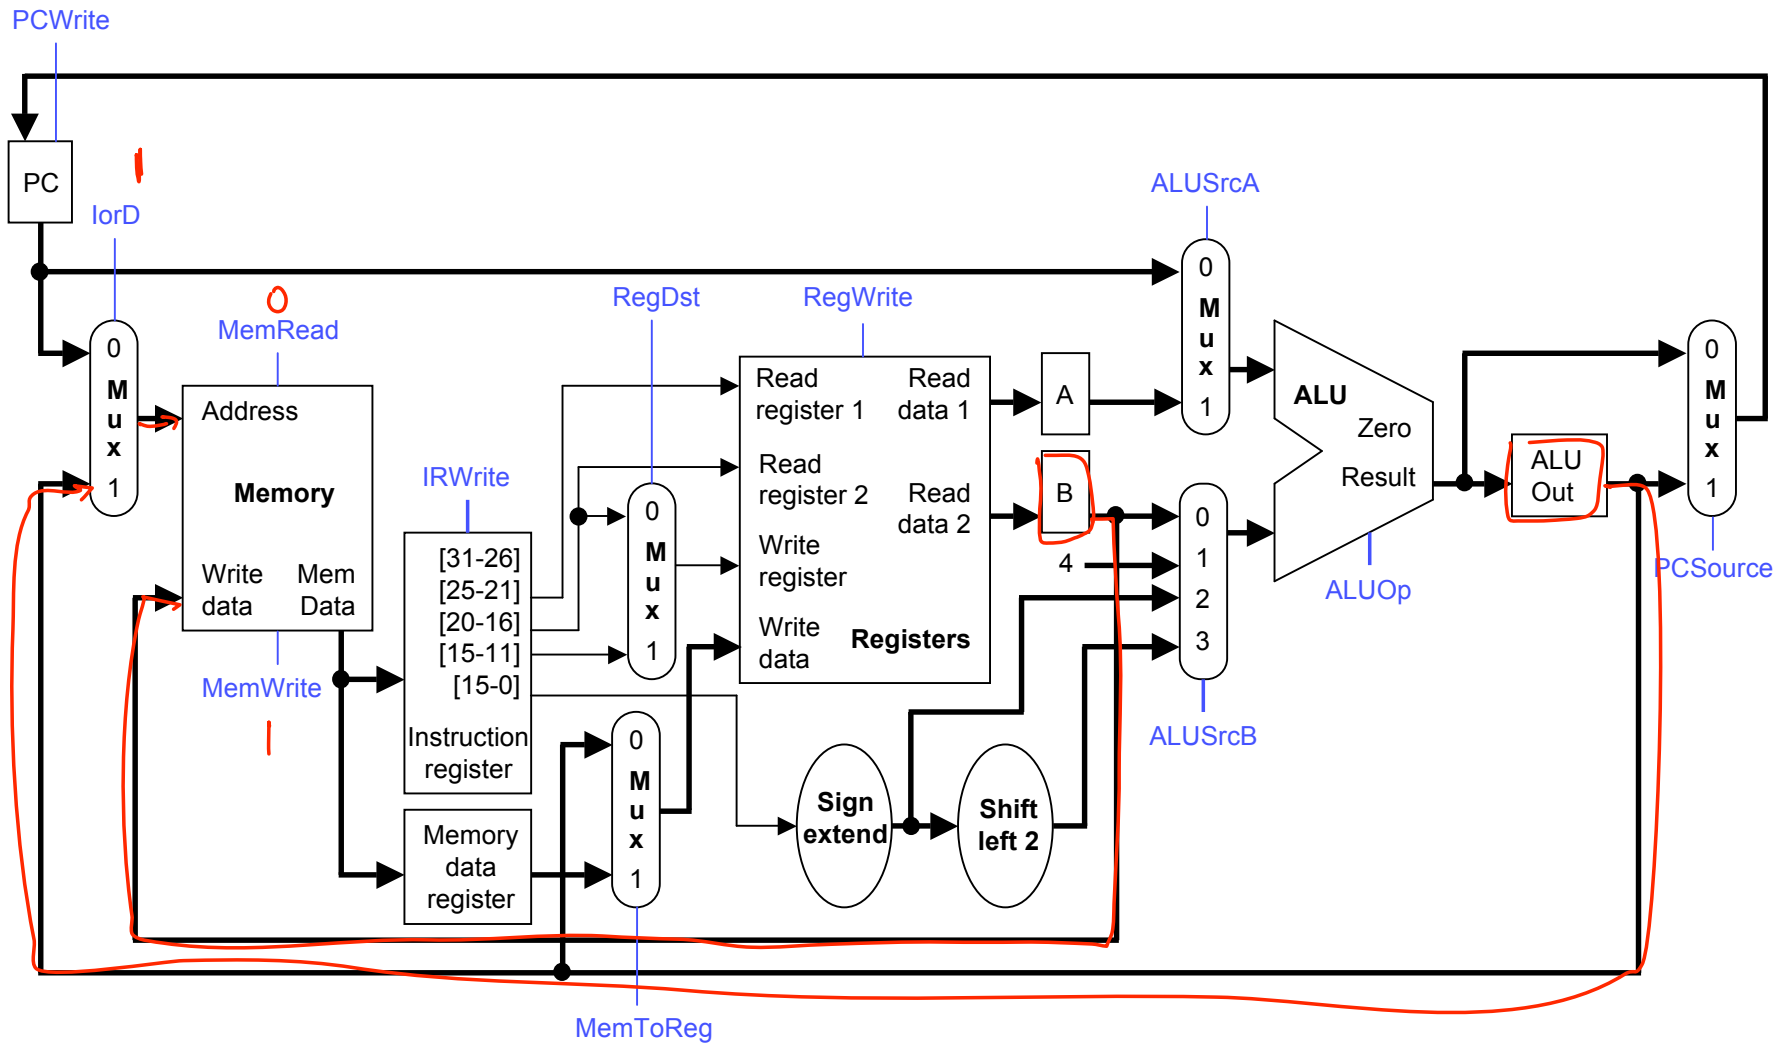 PCWrite
PC
1
IorD
0
M
u
x
1
0
MemRead
Address
Memory
Write
data
Mem
Data
MemWrite
1
IRWrite
[31-26]
[25-21]
[20-16]
[15-11]
[15-0]
Instruction
register
Memory
data
register
RegDst
0
M
u
x
1
0
M
u
x
1
MemToReg
RegWrite
Read
register 1
Read
data 1
Read
register 2
Read
data 2
Write
register
Write
data
Registers
Sign
extend
Shift
left 2
A
B
4
ALUSrcA
0
M
u
x
1
0
1
2
3
ALUSrcB
ALU
Zero
Result
ALUOp
ALU
Out
0
M
u
x
1
PCSource